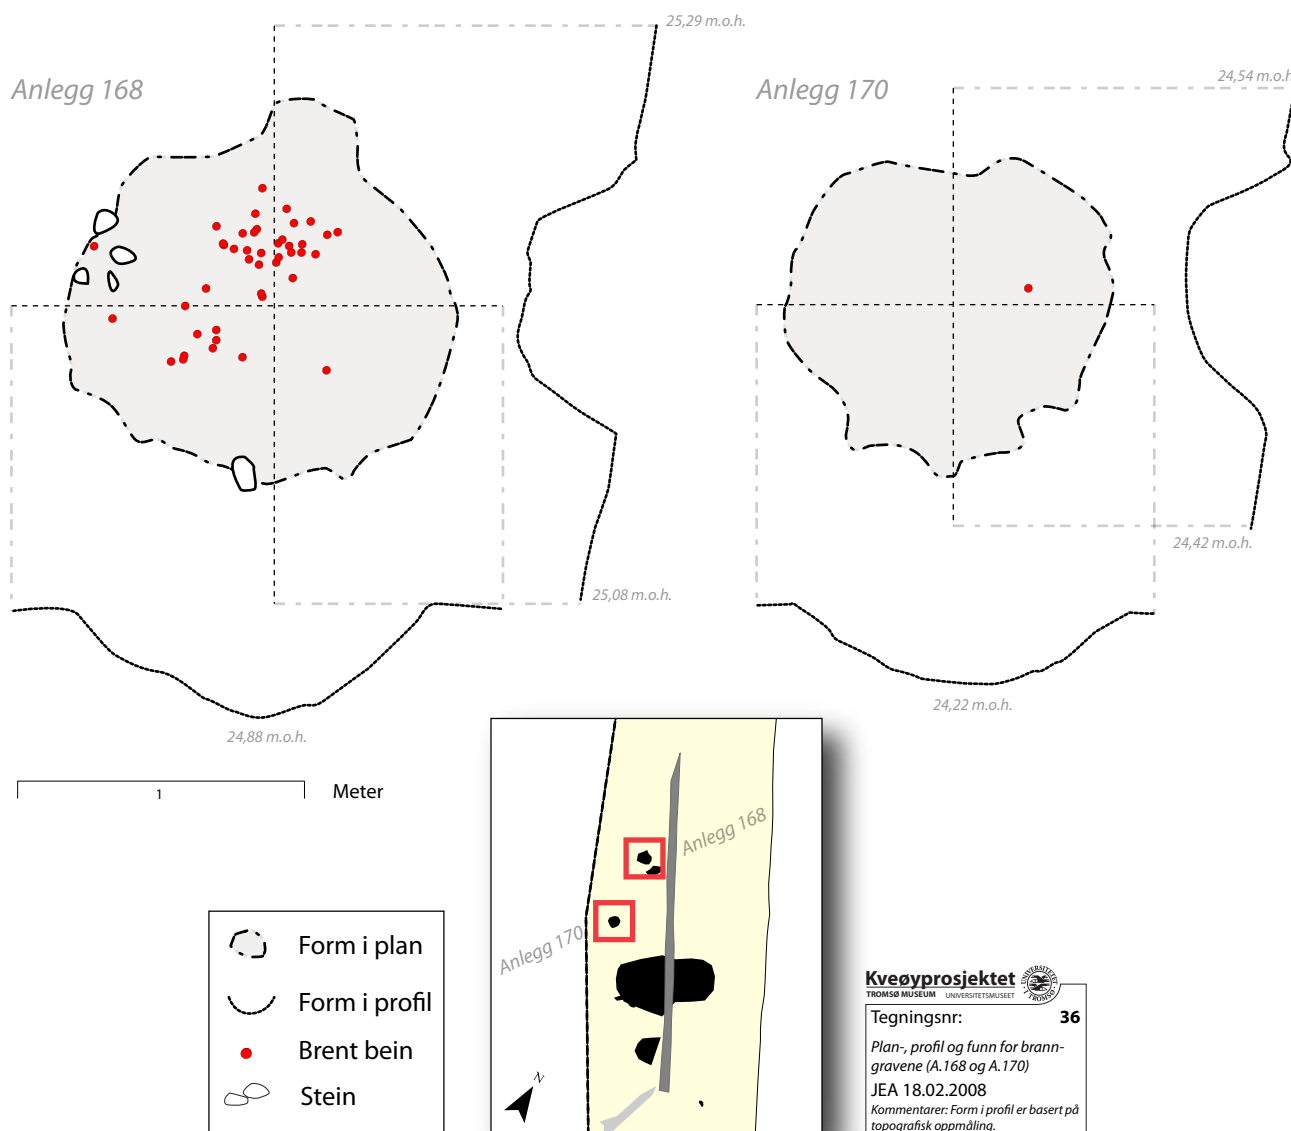 25,29 m.o.h.
Anlegg 168
24,54 m.o.h.
Anlegg 170
24,42 m.o.h.
25,08 m.o.h.
24,22 m.o.h.
24,88 m.o.h.
1
Meter
Anlegg 168
Anlegg 170
N
Form i plan
Form i profil
Brent bein
Stein
Kveøyprosjektet
TROMSØ MUSEUM UNIVERSITETSMUSEET
UNIVERSITETET I TROMSØ
Tegningsnr: 36
Plan-, profil og funn for brann-
gravene (A.168 og A.170)
JEA 18.02.2008
Kommentarer: Form i profil er basert på
topografisk oppmåling.